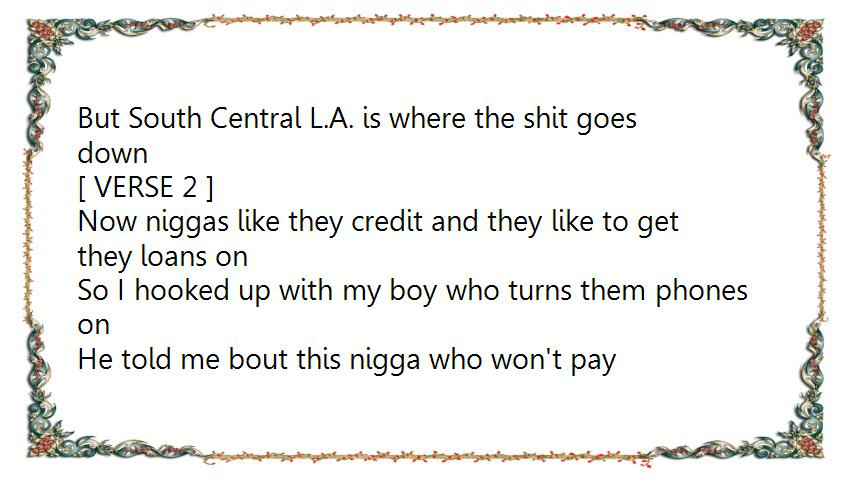 But South Central L.A. is where the shit goes
down
[ VERSE 2 ]
Now niggas like they credit and they like to get
they loans on
So I hooked up with my boy who turns them phones
on
He told me bout this nigga who won't pay